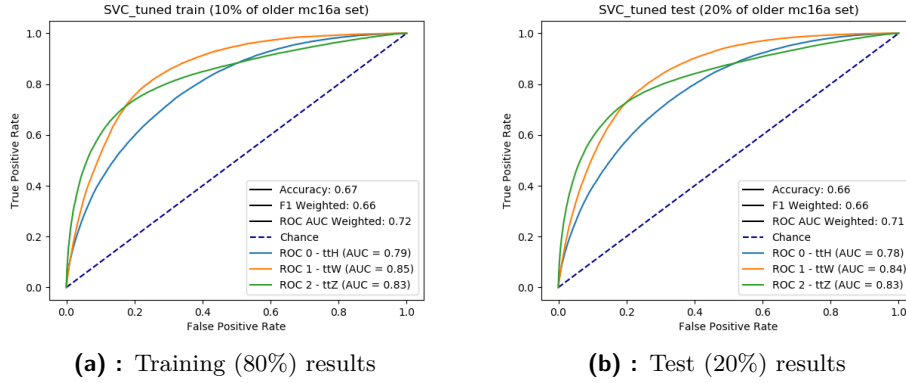 SVC_tuned train (10% of older mc16a set)
True Positive Rate
1.0
0.8
0.6
0.4
0.2
0.0
Accuracy: 0.67
F1 Weighted: 0.66
ROC AUC Weighted: 0.72
Chance
ROC 0 - ttH (AUC = 0.79)
ROC 1 - ttW (AUC = 0.85)
ROC 2 - ttZ (AUC = 0.83)
0.0 0.2 0.4 0.6 0.8 1.0
False Positive Rate
(a) : Training (80%) results
SVC_tuned test (20% of older mc16a set)
True Positive Rate
1.0
0.8
0.6
0.4
0.2
0.0
Accuracy: 0.66
F1 Weighted: 0.66
ROC AUC Weighted: 0.71
Chance
ROC 0 - ttH (AUC = 0.78)
ROC 1 - ttW (AUC = 0.84)
ROC 2 - ttZ (AUC = 0.83)
0.0 0.2 0.4 0.6 0.8 1.0
False Positive Rate
(b) : Test (20%) results